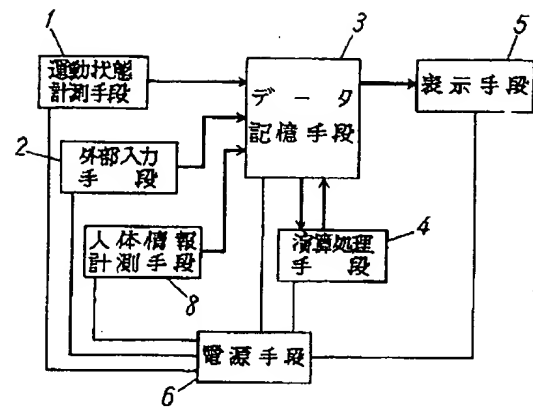 1
運動状態
計測手段
2
外部入力
手段
人体情報
計測手段
8
3
データ
記憶手段
演算処理
手段
4
5
表示手段
電源手段
6